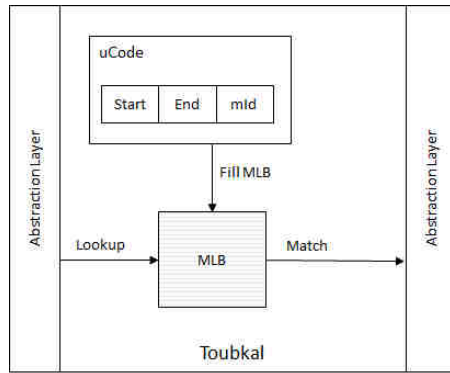 uCode
Start End mId
Abstraction Layer
Fill MLB
Abstraction Layer
Lookup
MLB
Match
Toubkal